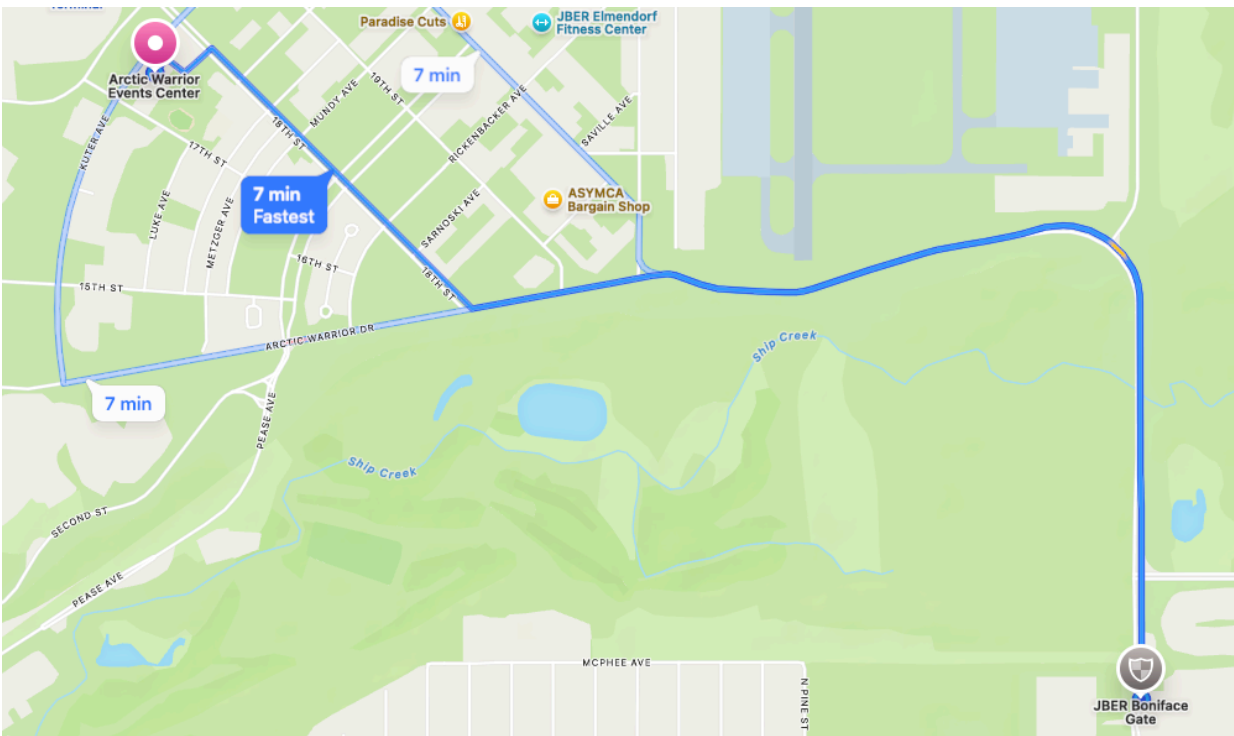 Paradise Cuts
JBER Elmendorf
Fitness Center
7 min
Arctic Warrior
Events Center
19TH ST
MUNDY AVE
RICKENBACKER AVE
SAVILLE AVE
KUTER AVE
18TH ST
17TH ST
7 min
Fastest
ASYMCA
Bargain Shop
LUKE AVE
METZGER AVE
SARNOSKI AVE
16TH ST
18TH ST
15TH ST
ARCTIC WARRIOR DR
Ship Creek
7 min
PEASE AVE
Ship Creek
SECOND ST
PEASE AVE
MCPHEE AVE
N PINE ST
JBER Boniface
Gate